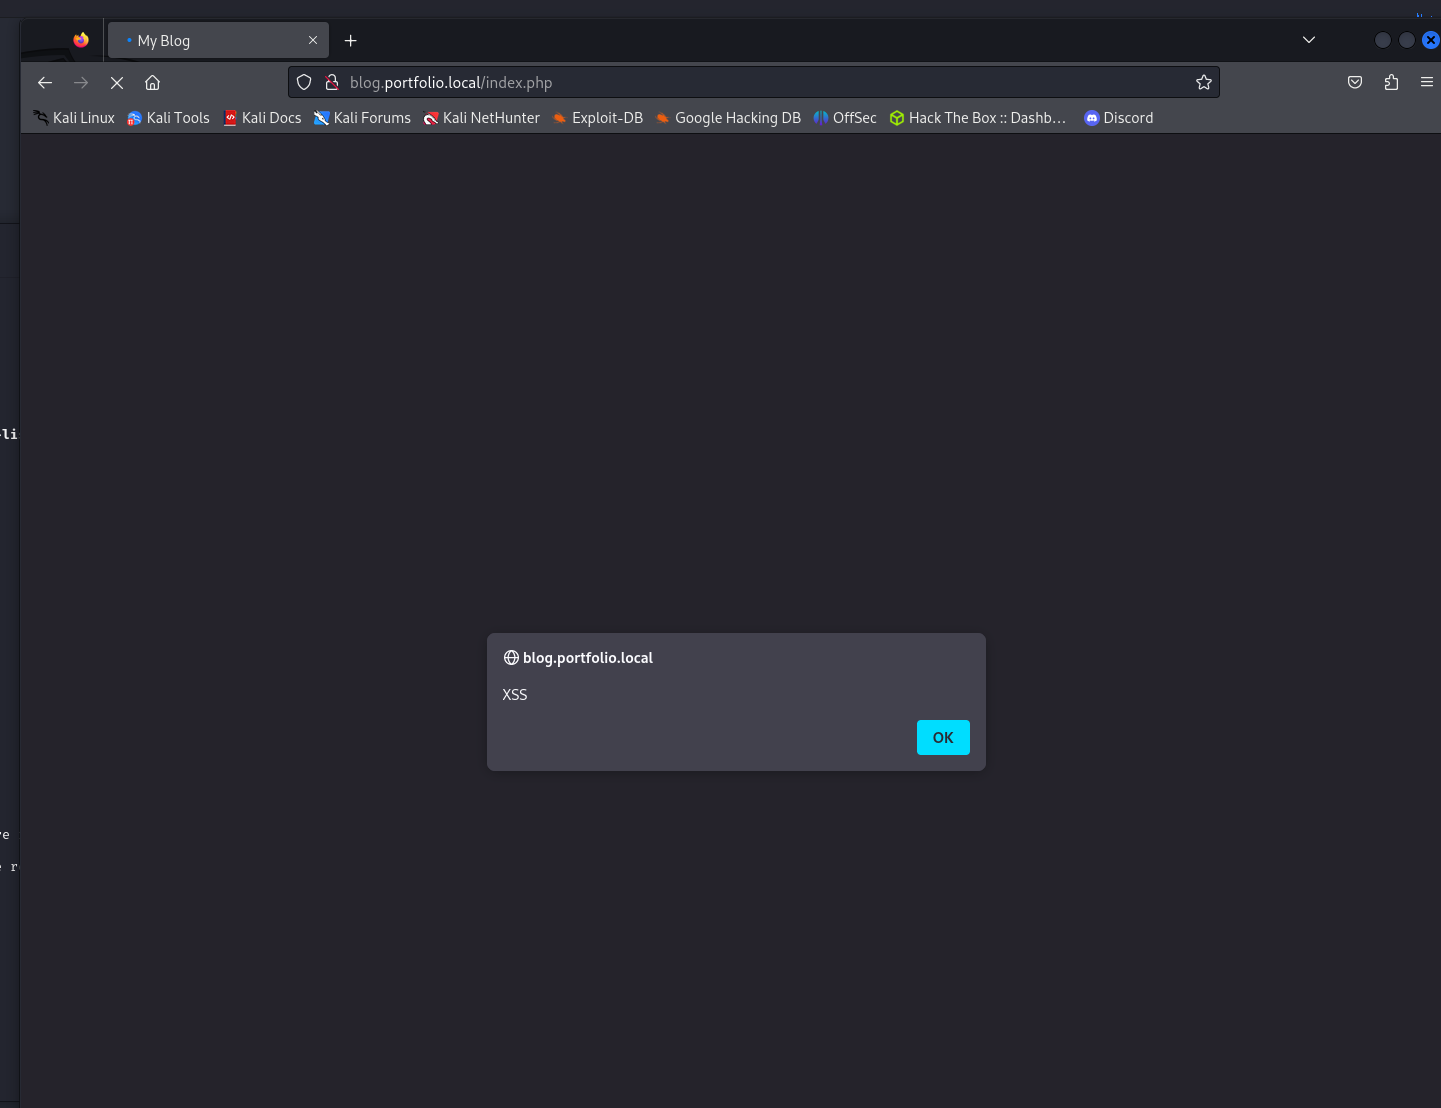 My Blog
blog.portfolio.local/index.php
Kali Linux Kali Tools Kali Docs Kali Forums Kali NetHunter Exploit-DB Google Hacking DB OffSec Hack The Box :: Dashb… Discord
blog.portfolio.local
XSS
OK